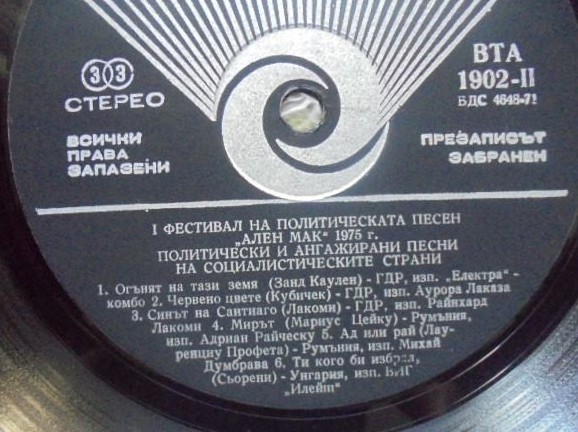 33
СТЕРЕО
ВТА
1902-II
БДС 4648-71
ВСИЧКИ
ПРАВА
ЗАПАЗЕНИ
ПРЕЗАПИСЪТ
ЗАБРАНЕН
I ФЕСТИВАЛ НА ПОЛИТИЧЕСКАТА ПЕСЕН
„АЛЕН МАК“ 1975 г.
ПОЛИТИЧЕСКИ И АНГАЖИРАНИ ПЕСНИ
НА СОЦИАЛИСТИЧЕСКИТЕ СТРАНИ
1. Огънят на тази земя (Занд Каулен) - ГДР, изп. „Електра“-
комбо 2. Червено цвете (Кубичек) - ГДР, изп. Аурора Лаказа
3. Синът на Сантиаго (Лакоми) - ГДР, изп. Райнхард
Лакоми 4. Мирът (Мариус Цейку) - Румъния,
изп. Адриан Райческу 5. Ад или рай (Лау-
ренциу Профета) - Румъния, изп. Михай
Думбрава 6. Ти кого би избрал,
(Сьорени) - Унгария, изп. ВИГ
"Илейш"